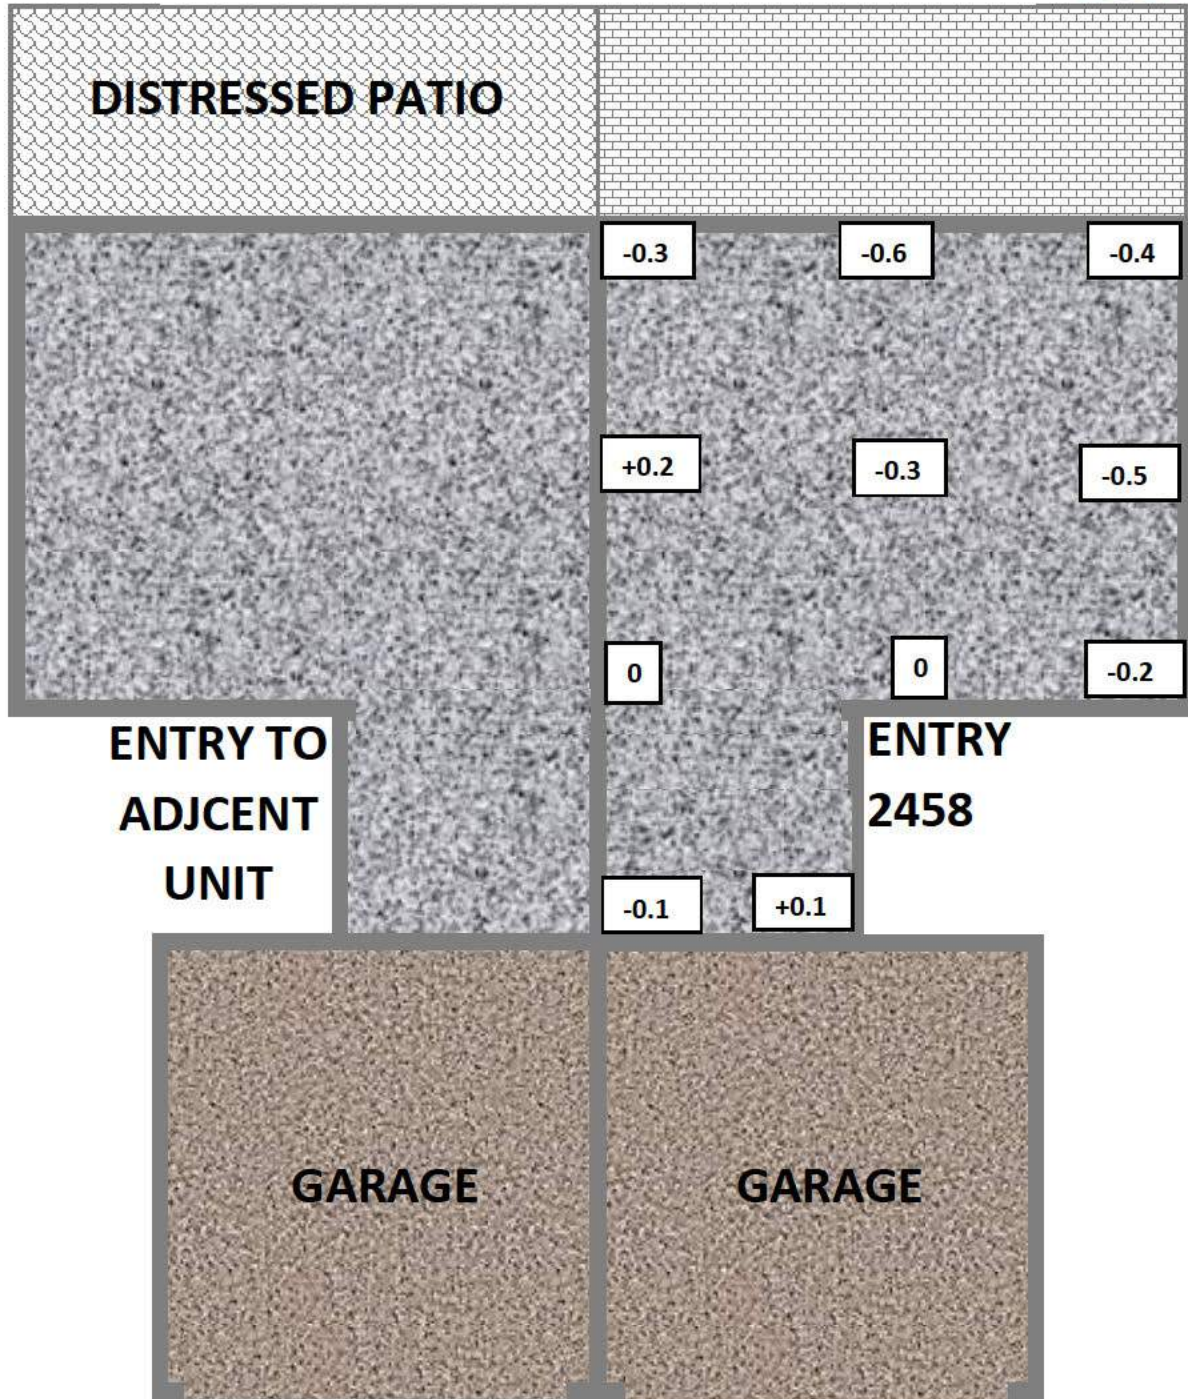 DISTRESSED PATIO
-0.3
-0.6
-0.4
+0.2
-0.3
-0.5
0
0
-0.2
ENTRY TO
ADJCENT
UNIT
ENTRY
2458
-0.1
+0.1
GARAGE
GARAGE